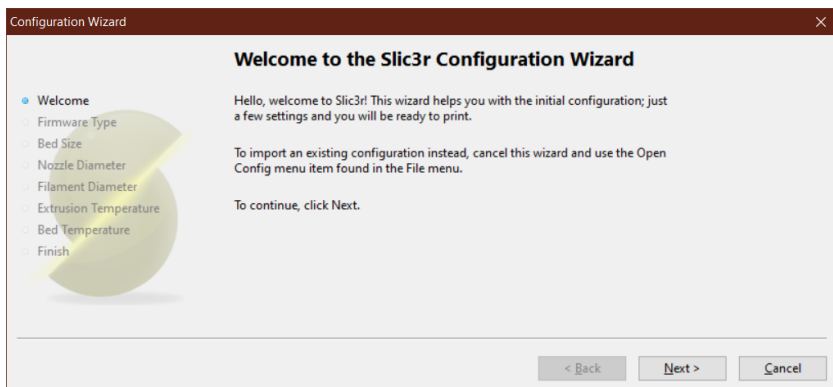 Configuration Wizard
Welcome to the Slic3r Configuration Wizard
Welcome
Firmware Type
Bed Size
Nozzle Diameter
Filament Diameter
Extrusion Temperature
Bed Temperature
Finish
Hello, welcome to Slic3r! This wizard helps you with the initial configuration; just
a few settings and you will be ready to print.
To import an existing configuration instead, cancel this wizard and use the Open
Config menu item found in the File menu.
To continue, click Next.
< Back
Next >
Cancel